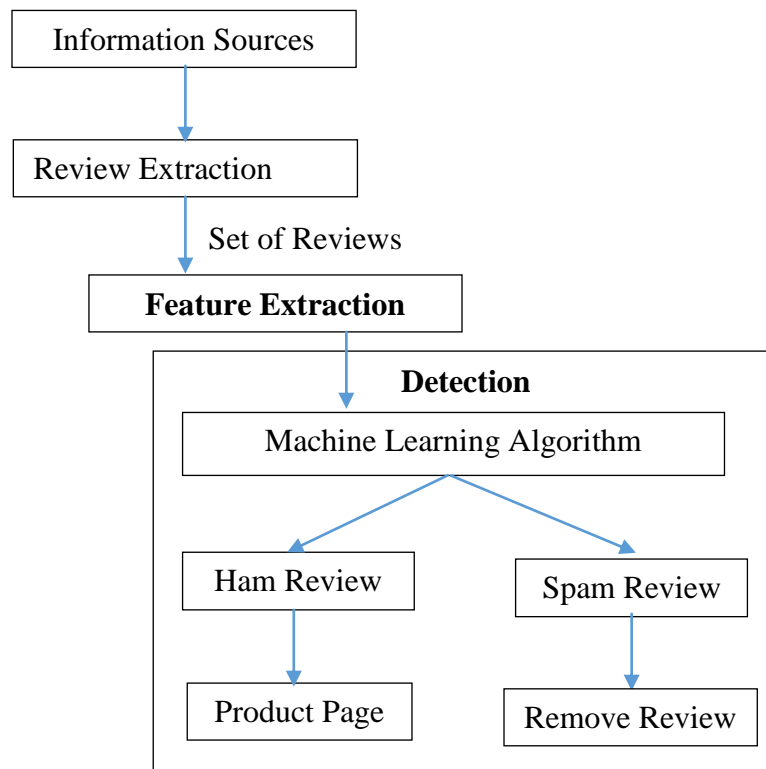 Information Sources
Review Extraction
Set of Reviews
Feature Extraction
Detection
Machine Learning Algorithm
Ham Review
Spam Review
Product Page
Remove Review